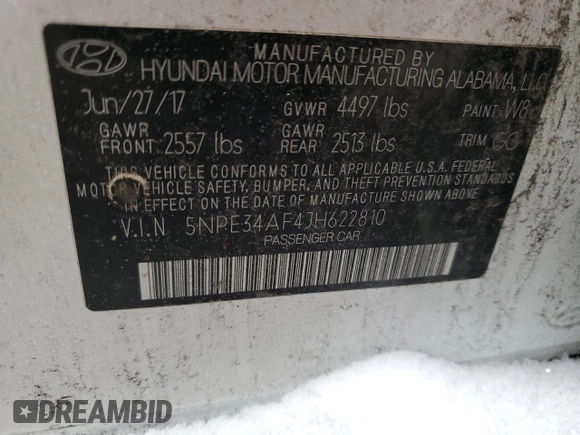 MANUFACTURED BY
HYUNDAI MOTOR MANUFACTURING ALABAMA, LLC
Jun/27/17 GVWR 4497 lbs PAINT W8
GAWR FRONT 2557 lbs GAWR REAR 2513 lbs TRIM
THIS VEHICLE CONFORMS TO ALL APPLICABLE U.S.A. FEDERAL
MOTOR VEHICLE SAFETY, BUMPER, AND THEFT PREVENTION STANDARDS
IN EFFECT ON THE DATE OF MANUFACTURE SHOWN ABOVE.
V.I.N 5NPE34AF4JH622810
PASSENGER CAR
DREAMBID